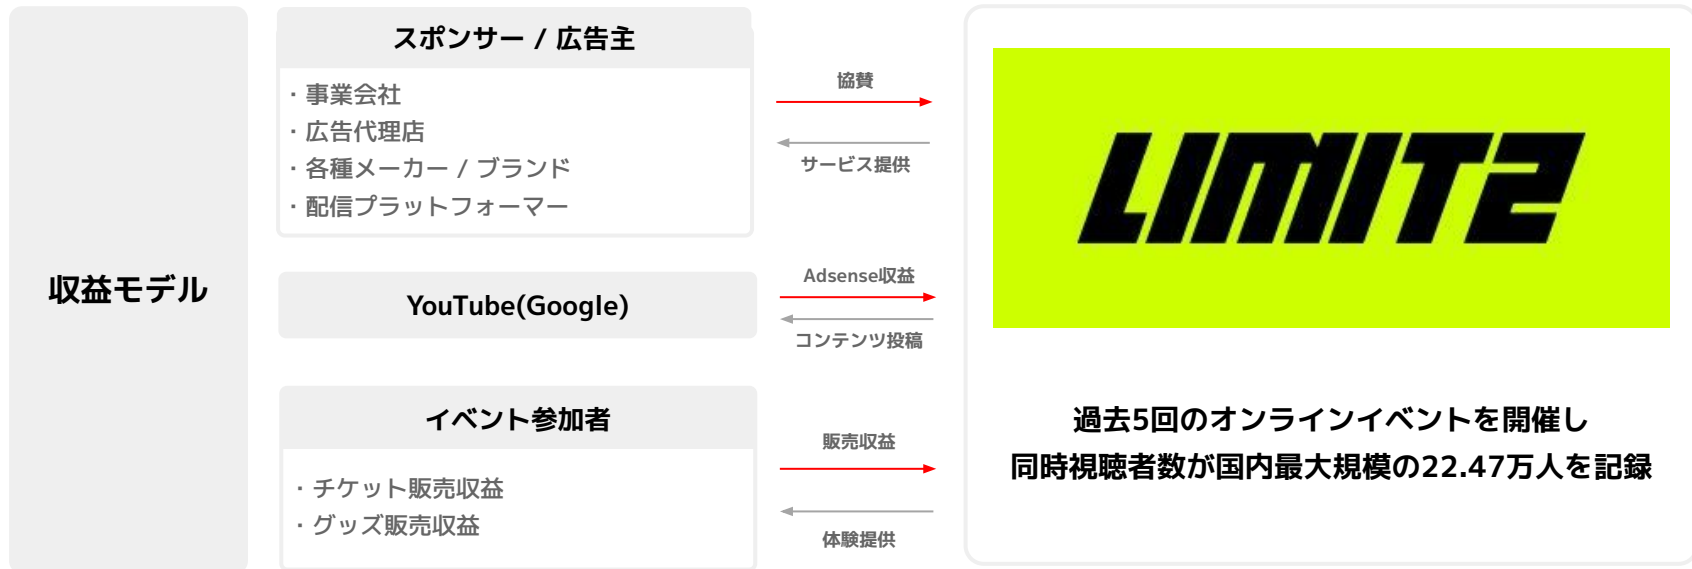 収益モデル
スポンサー / 広告主
・事業会社
・広告代理店
・各種メーカー / ブランド
・配信プラットフォーマー
協賛
サービス提供
YouTube(Google)
Adsense収益
コンテンツ投稿
イベント参加者
・チケット販売収益
・グッズ販売収益
販売収益
体験提供
LIMITZ
過去5回のオンラインイベントを開催し
同時視聴者数が国内最大規模の22.47万人を記録